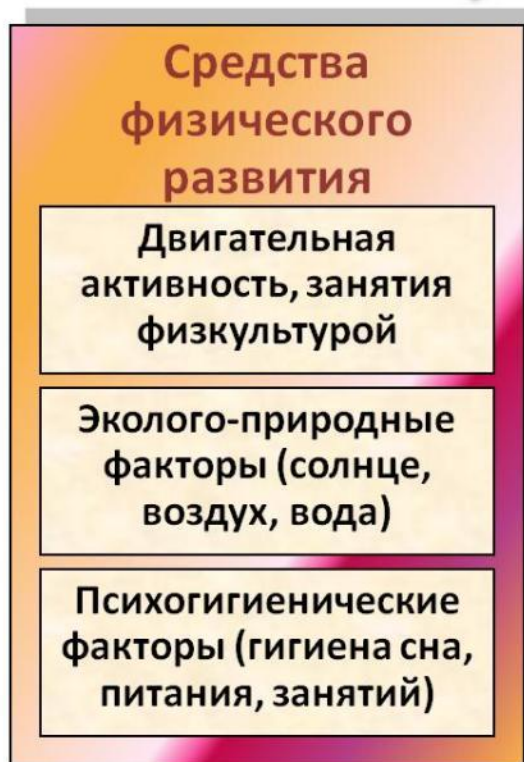 Средства
физического
развития
Двигательная
активность, занятия
физкультурой
Эколого-природные
факторы (солнце,
воздух, вода)
Психогигиенические
факторы (гигиена сна,
питания, занятий)